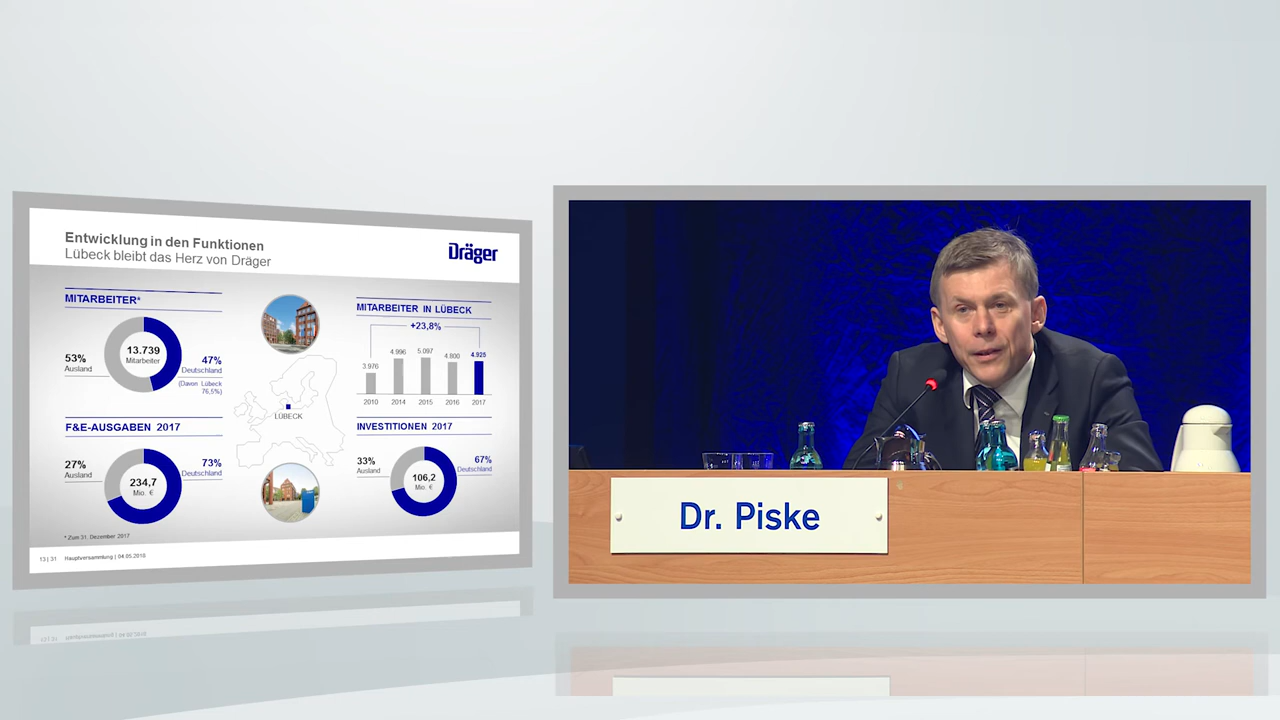 Entwicklung in den Funktionen
Lübeck bleibt das Herz von Dräger
Dräger
MITARBEITER*
13.739
Mitarbeiter
53%
Ausland
47%
Deutschland
(Davon Lübeck
76,5%)
LÜBECK
MITARBEITER IN LÜBECK
+23,8%
3.976
4.996
5.097
4.800
4.925
2010
2014
2015
2016
2017
F&E-AUSGABEN 2017
27%
Ausland
73%
Deutschland
234,7
Mio. €
INVESTITIONEN 2017
33%
Ausland
67%
Deutschland
106,2
Mio. €
* Zum 31. Dezember 2017
13 | 31 Hauptversammlung | 04.05.2018
Dr. Piske